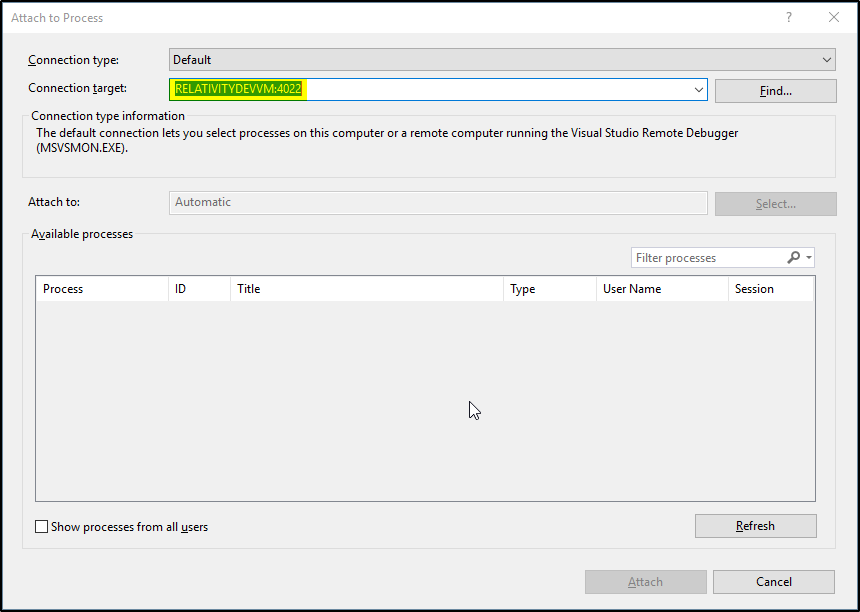 Attach to Process ?
Connection type: Default
Connection target: RELATIVITYDEVVM:4022 Find...
Connection type information
The default connection lets you select processes on this computer or a remote computer running the Visual Studio Remote Debugger
(MSVSMON.EXE).
Attach to: Automatic Select...
Available processes
Filter processes
Process ID Title Type User Name Session
Show processes from all users Refresh
Attach Cancel